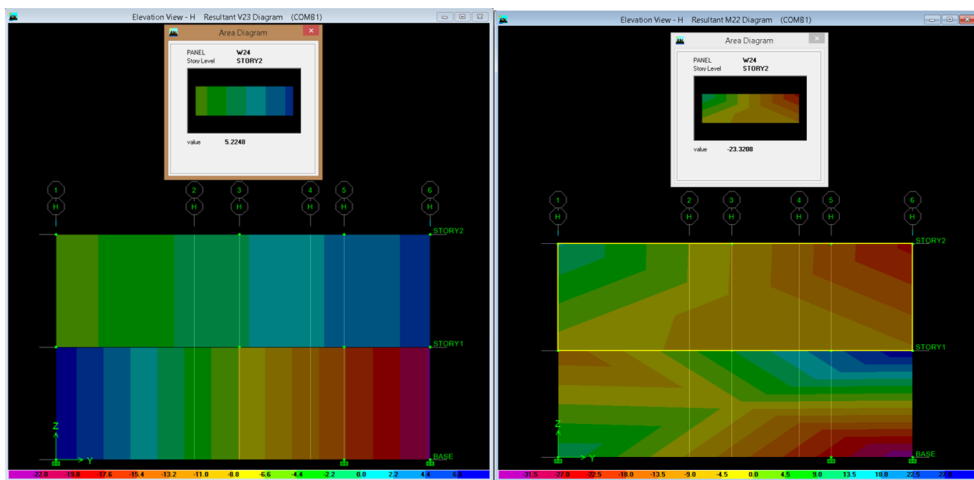 Elevation View - H   Resultant V23 Diagram   (COMB1)
Area Diagram
PANEL W24
Story Level STORY2
value 5.2248
1 2 3 4 5 6
H H H H H H
STORY2
STORY1
Z
Y
BASE
-22.0 -19.8 -17.6 -15.4 -13.2 -11.0 -8.8 -6.6 -4.4 -2.2 0.0 2.2 4.4
Elevation View - H   Resultant M22 Diagram   (COMB1)
Area Diagram
PANEL W24
Story Level STORY2
value -23.3208
1 2 3 4 5 6
H H H H H H
STORY2
STORY1
Z
Y
BASE
-31.5 -27.0 -22.5 -18.0 -13.5 -9.0 -4.5 0.0 4.5 9.0 13.5 18.0 22.5